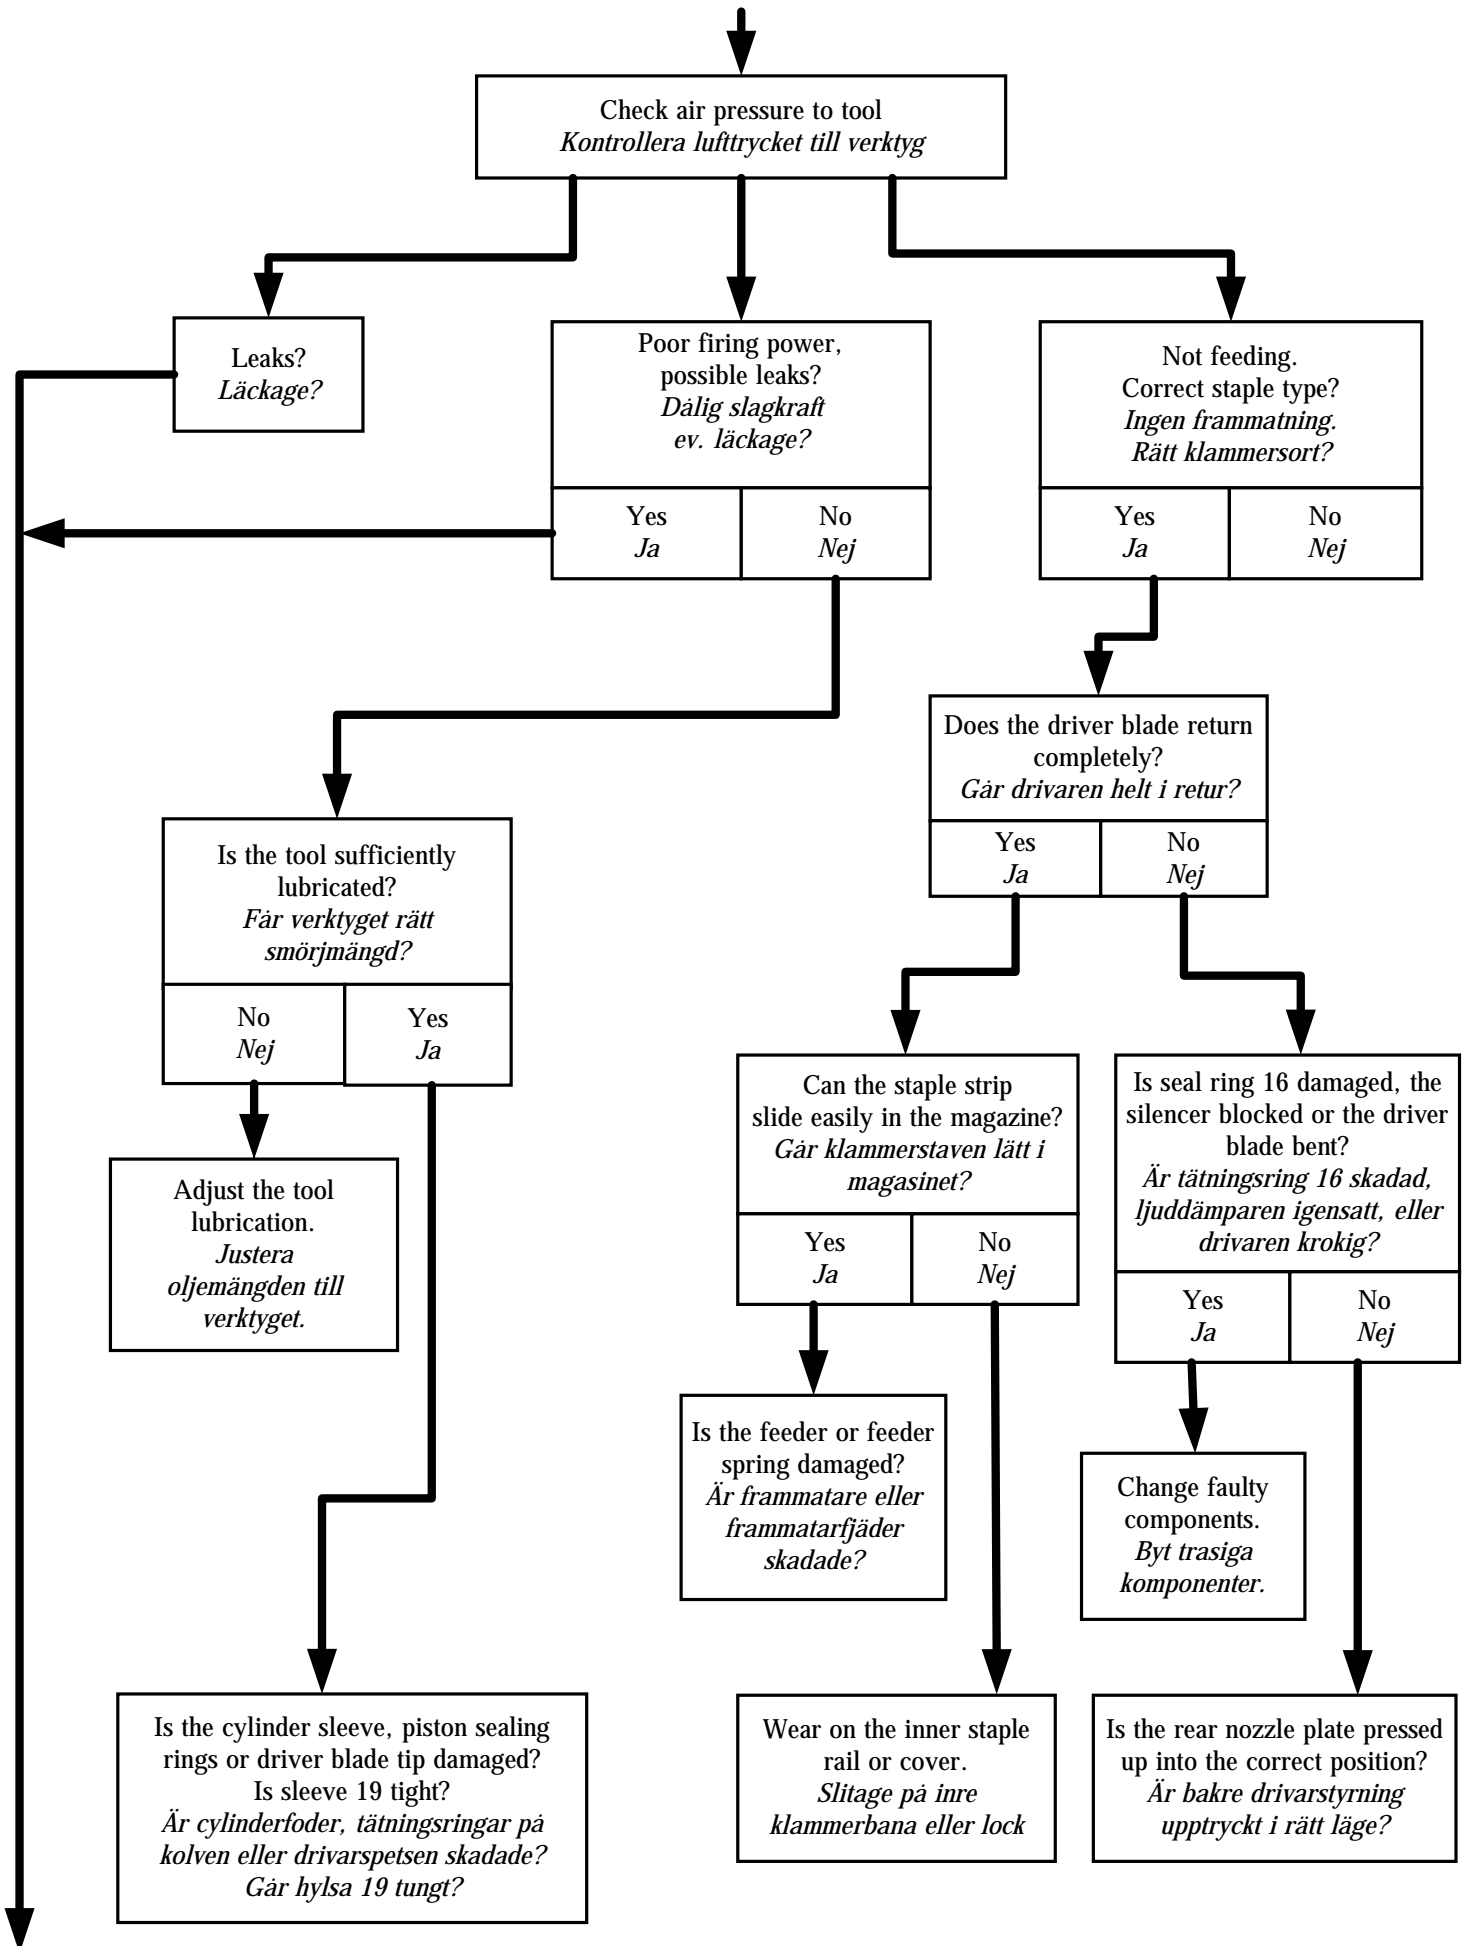 Check air pressure to tool
Kontrollera lufttrycket till verktyg
Leaks?
Läckage?
Poor firing power,
possible leaks?
Dålig slagkraft
ev. läckage?
Yes
Ja
No
Nej
Not feeding.
Correct staple type?
Ingen frammatning.
Rätt klammersort?
Yes
Ja
No
Nej
Does the driver blade return
completely?
Går drivaren helt i retur?
Yes
Ja
No
Nej
Is the tool sufficiently
lubricated?
Får verktyget rätt
smörjmängd?
No
Nej
Yes
Ja
Adjust the tool
lubrication.
Justera
oljemängden till
verktyget.
Can the staple strip
slide easily in the magazine?
Går klammerstaven lätt i
magasinet?
Yes
Ja
No
Nej
Is seal ring 16 damaged, the
silencer blocked or the driver
blade bent?
Är tätningsring 16 skadad,
ljuddämparen igensatt, eller
drivaren krokig?
Yes
Ja
No
Nej
Is the feeder or feeder
spring damaged?
Är frammatare eller
frammatarfjäder
skadade?
Change faulty
components.
Byt trasiga
komponenter.
Is the cylinder sleeve, piston sealing
rings or driver blade tip damaged?
Is sleeve 19 tight?
Är cylinderfoder, tätningsringar på
kolven eller drivarspetsen skadade?
Går hylsa 19 tungt?
Wear on the inner staple
rail or cover.
Slitage på inre
klammerbana eller lock
Is the rear nozzle plate pressed
up into the correct position?
Är bakre drivarstyrning
upptryckt i rätt läge?